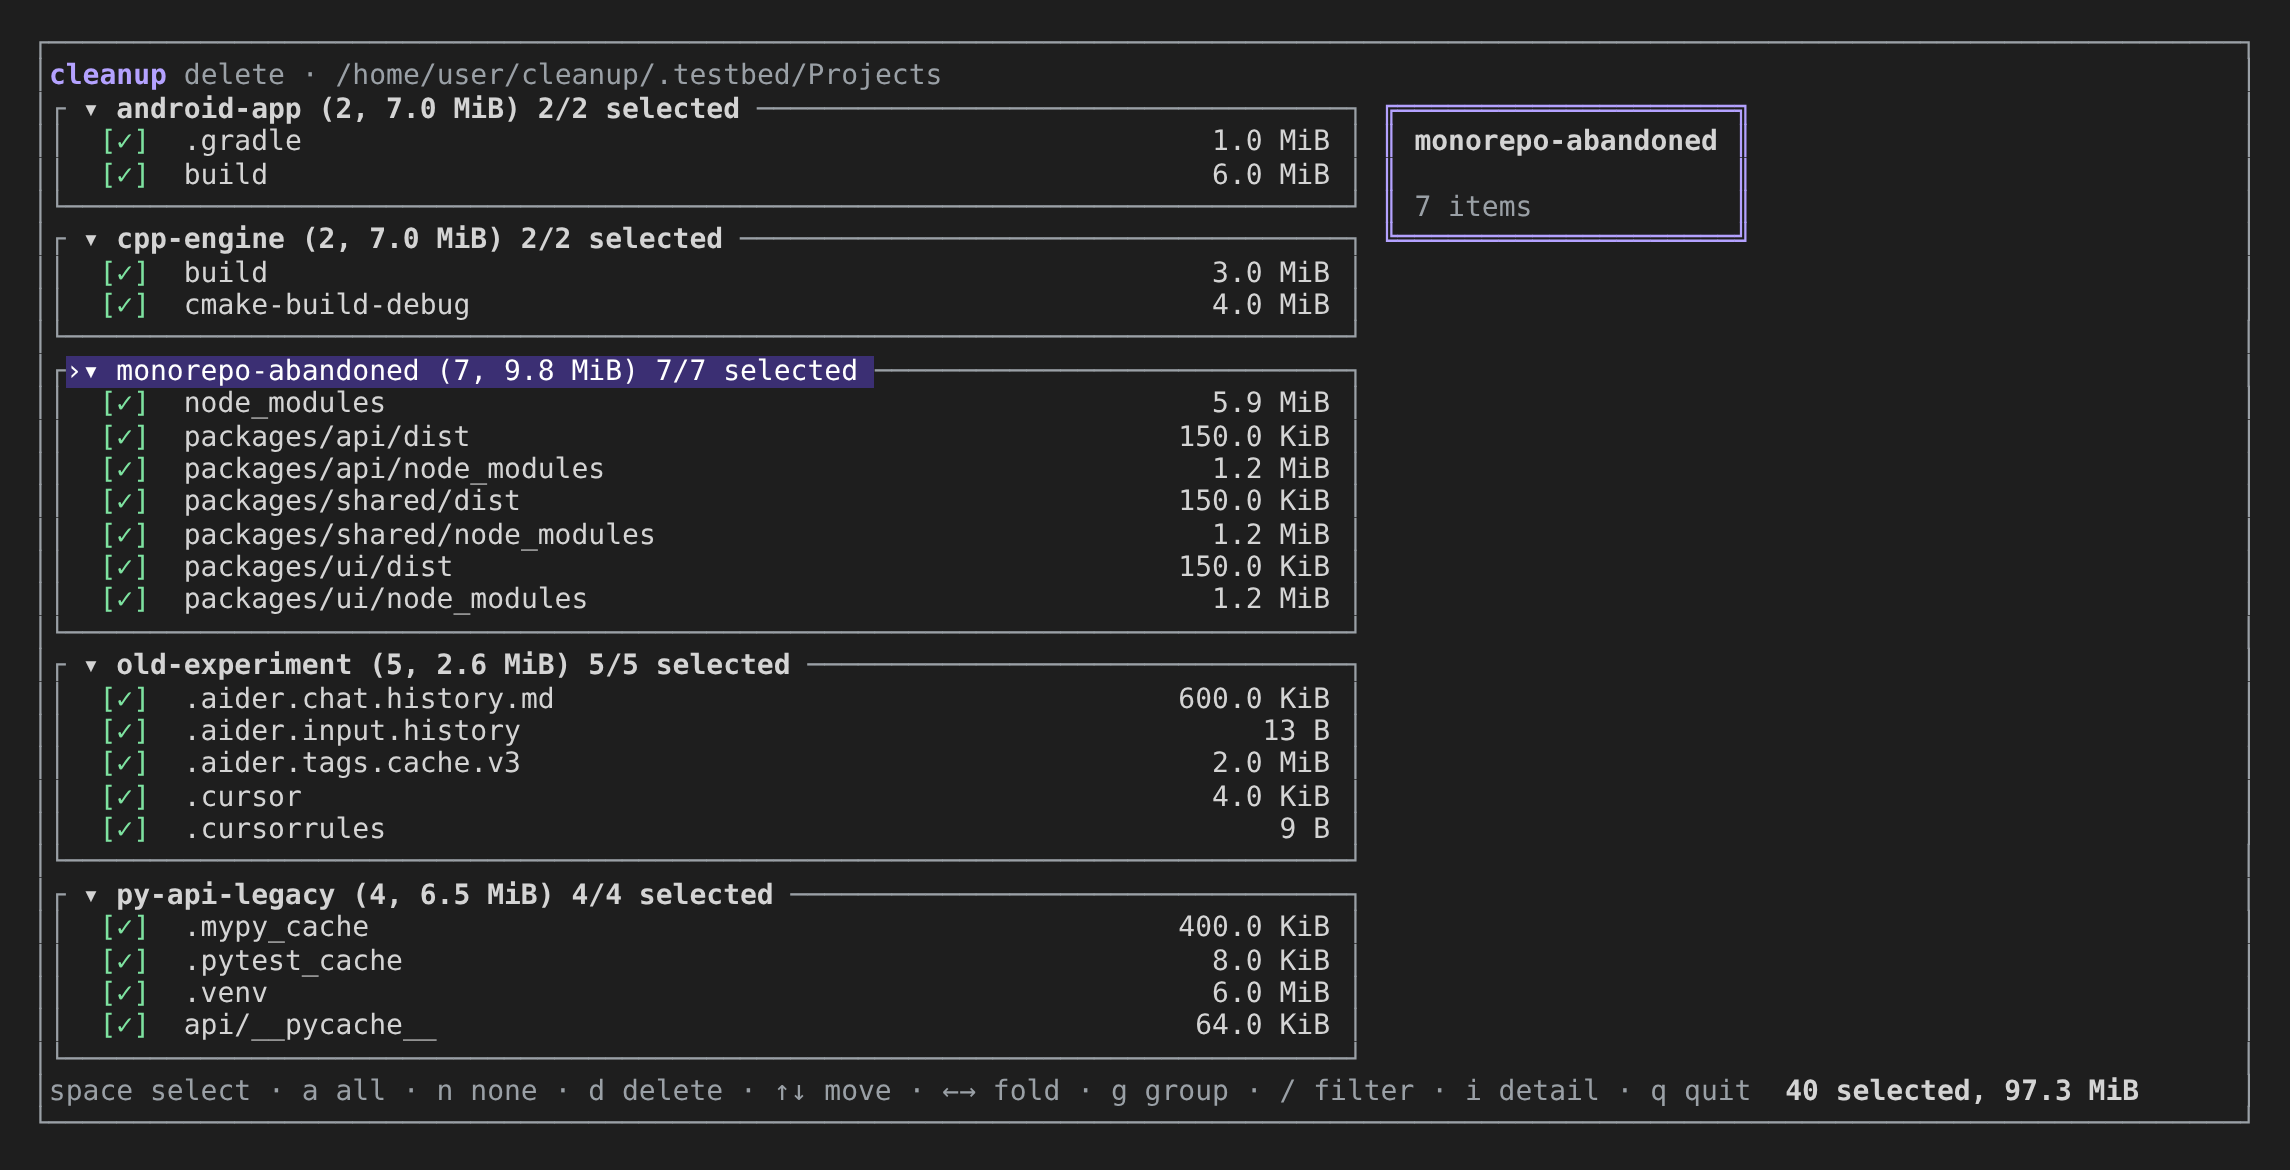 cleanup delete · /home/user/cleanup/.testbed/Projects
▾ android-app (2, 7.0 MiB) 2/2 selected
[✓] .gradle 1.0 MiB
[✓] build 6.0 MiB
▾ cpp-engine (2, 7.0 MiB) 2/2 selected
[✓] build 3.0 MiB
[✓] cmake-build-debug 4.0 MiB
›▾ monorepo-abandoned (7, 9.8 MiB) 7/7 selected
[✓] node_modules 5.9 MiB
[✓] packages/api/dist 150.0 KiB
[✓] packages/api/node_modules 1.2 MiB
[✓] packages/shared/dist 150.0 KiB
[✓] packages/shared/node_modules 1.2 MiB
[✓] packages/ui/dist 150.0 KiB
[✓] packages/ui/node_modules 1.2 MiB
▾ old-experiment (5, 2.6 MiB) 5/5 selected
[✓] .aider.chat.history.md 600.0 KiB
[✓] .aider.input.history 13 B
[✓] .aider.tags.cache.v3 2.0 MiB
[✓] .cursor 4.0 KiB
[✓] .cursorrules 9 B
▾ py-api-legacy (4, 6.5 MiB) 4/4 selected
[✓] .mypy_cache 400.0 KiB
[✓] .pytest_cache 8.0 KiB
[✓] .venv 6.0 MiB
[✓] api/__pycache__ 64.0 KiB
monorepo-abandoned
7 items
space select · a all · n none · d delete · ↑↓ move · ←→ fold · g group · / filter · i detail · q quit 40 selected, 97.3 MiB